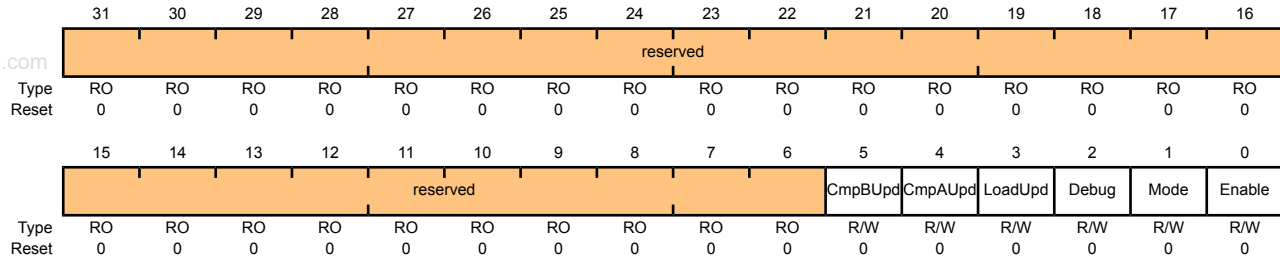 31 30 29 28 27 26 25 24 23 22 21 20 19 18 17 16
reserved
.com
Type RO RO RO RO RO RO RO RO RO RO RO RO RO RO RO RO
Reset 0 0 0 0 0 0 0 0 0 0 0 0 0 0 0 0
15 14 13 12 11 10 9 8 7 6 5 4 3 2 1 0
reserved CmpBUpd CmpAUpd LoadUpd Debug Mode Enable
Type RO RO RO RO RO RO RO RO RO RO R/W R/W R/W R/W R/W R/W
Reset 0 0 0 0 0 0 0 0 0 0 0 0 0 0 0 0